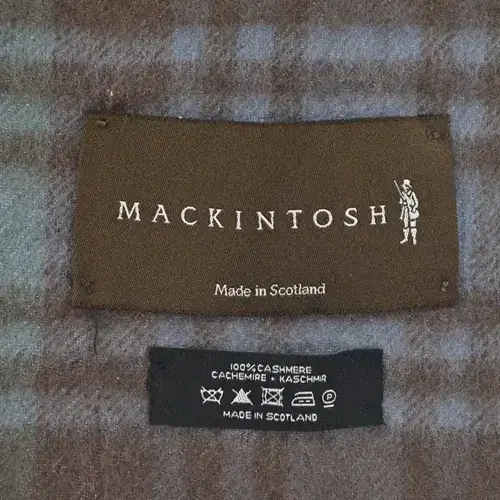 MACKINTOSH
Made in Scotland
100% CASHMERE
CACHEMIRE + KASCHMIR
P
MADE IN SCOTLAND